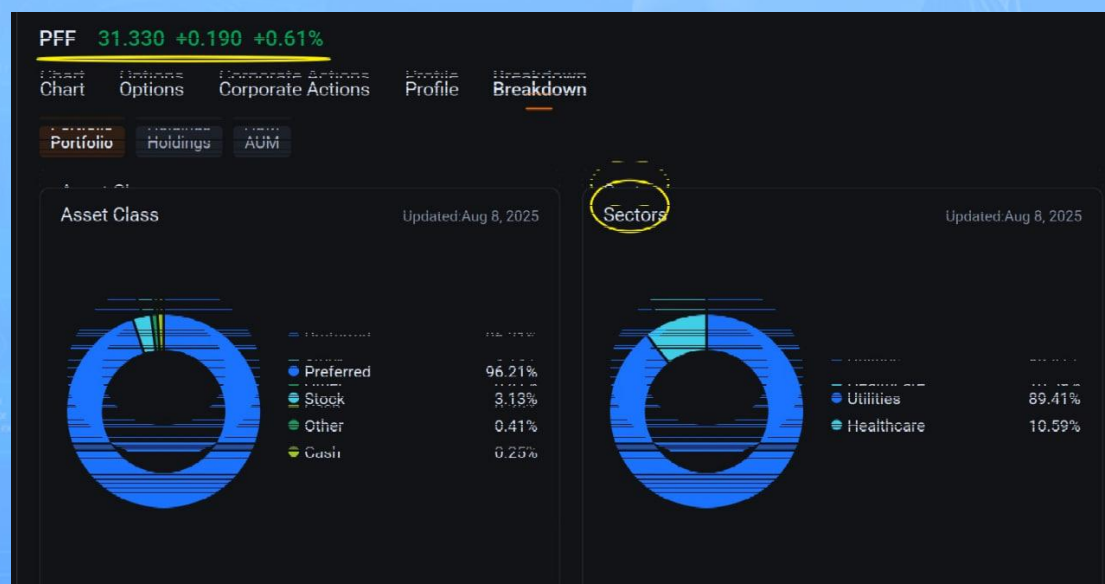 PFF 31.330 +0.190 +0.61%
Chart Options Corporate Actions Profile Breakdown
Portfolio Holdings AUM
Asset Class Updated:Aug 8, 2025
Preferred 96.21%
Stock 3.13%
Other 0.41%
Cash 0.25%
Sectors Updated:Aug 8, 2025
Utilities 89.41%
Healthcare 10.59%